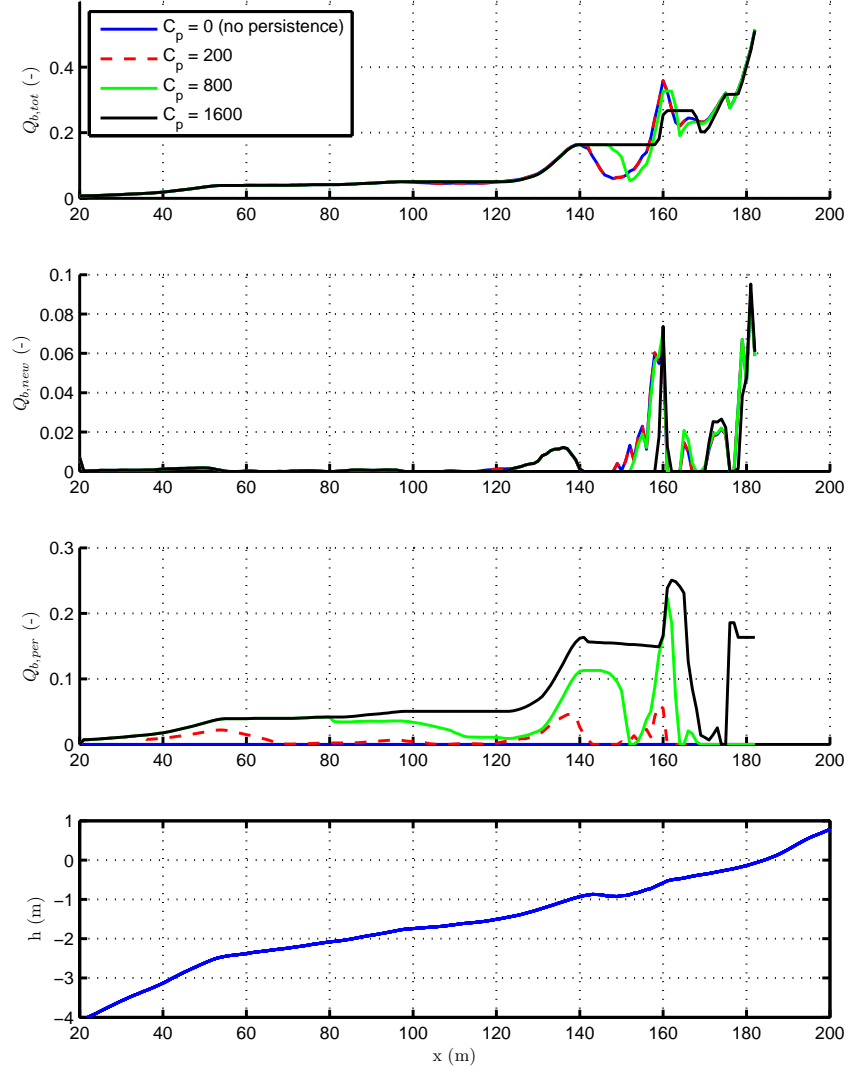 C_p = 0 (no persistence)
C_p = 200
C_p = 800
C_p = 1600
Q_{b,tot} (-)
0.4
0.2
0
20 40 60 80 100 120 140 160 180 200
Q_{b,new} (-)
0.1
0.08
0.06
0.04
0.02
0
20 40 60 80 100 120 140 160 180 200
Q_{b,per} (-)
0.3
0.2
0.1
0
20 40 60 80 100 120 140 160 180 200
h (m)
1
0
−1
−2
−3
−4
20 40 60 80 100 120 140 160 180 200
x (m)